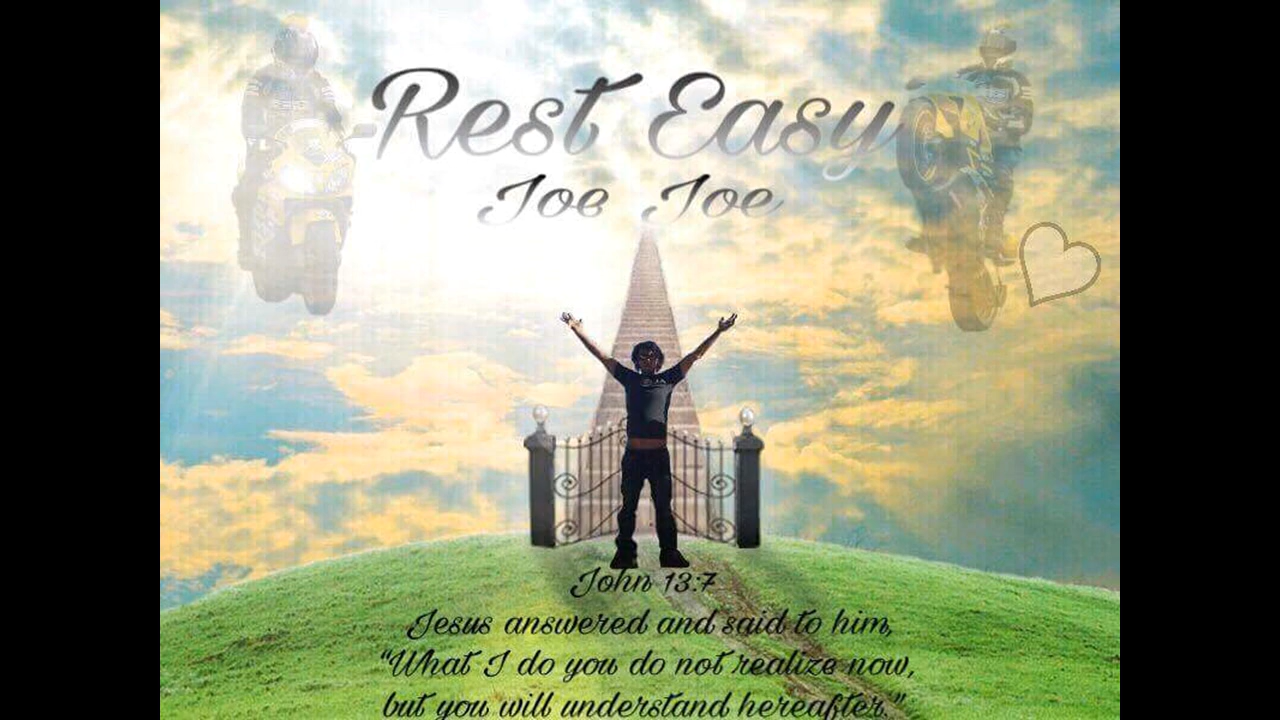 Rest Easy
Joe Joe
John 13:7
Jesus answered and said to him,
“What I do you do not realize now,
but you will understand hereafter.”